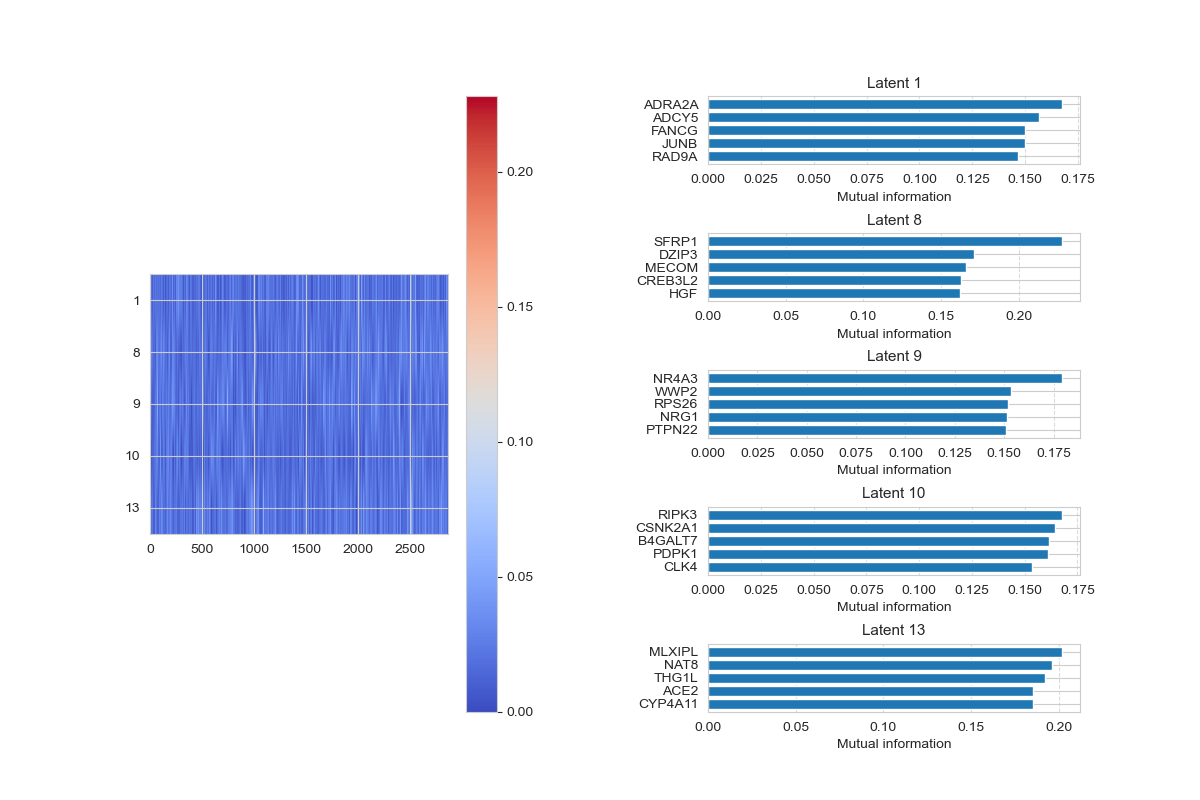 1
8
9
10
13
0 500 1000 1500 2000 2500
0.20
0.15
0.10
0.05
0.00
Latent 1
ADRA2A
ADCY5
FANCG
JUNB
RAD9A
0.000 0.025 0.050 0.075 0.100 0.125 0.150 0.175
Mutual information
Latent 8
SFRP1
DZIP3
MECOM
CREB3L2
HGF
0.00 0.05 0.10 0.15 0.20
Mutual information
Latent 9
NR4A3
WWP2
RPS26
NRG1
PTPN22
0.000 0.025 0.050 0.075 0.100 0.125 0.150 0.175
Mutual information
Latent 10
RIPK3
CSNK2A1
B4GALT7
PDPK1
CLK4
0.000 0.025 0.050 0.075 0.100 0.125 0.150 0.175
Mutual information
Latent 13
MLXIPL
NAT8
THG1L
ACE2
CYP4A11
0.00 0.05 0.10 0.15 0.20
Mutual information